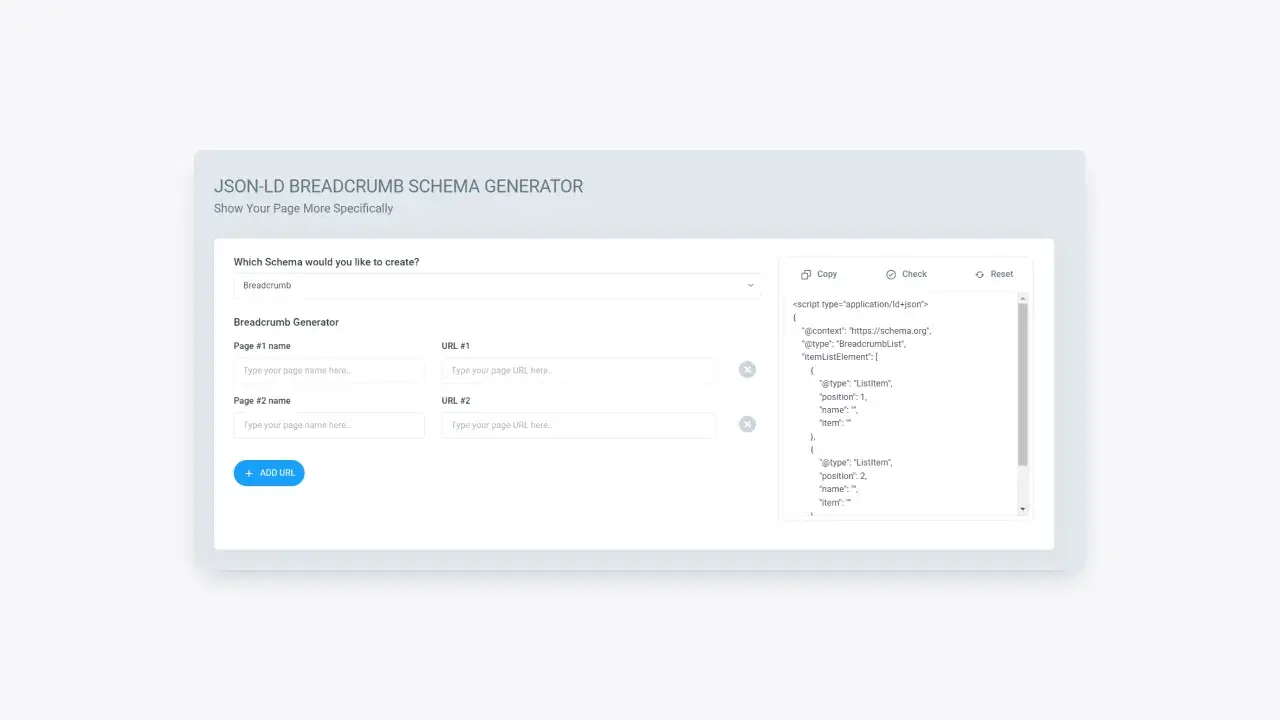 JSON-LD BREADCRUMB SCHEMA GENERATOR
Show Your Page More Specifically
Which Schema would you like to create?
Breadcrumb
Breadcrumb Generator
Page #1 name
URL #1
Type your page name here..
Type your page URL here..
Page #2 name
URL #2
Type your page name here..
Type your page URL here..
+ ADD URL
Copy
Check
Reset
<script type="application/ld+json">
{
"@context": "https://schema.org",
"@type": "BreadcrumbList",
"itemListElement": [
{
"@type": "ListItem",
"position": 1,
"name": "",
"item": ""
},
{
"@type": "ListItem",
"position": 2,
"name": "",
"item": ""
}